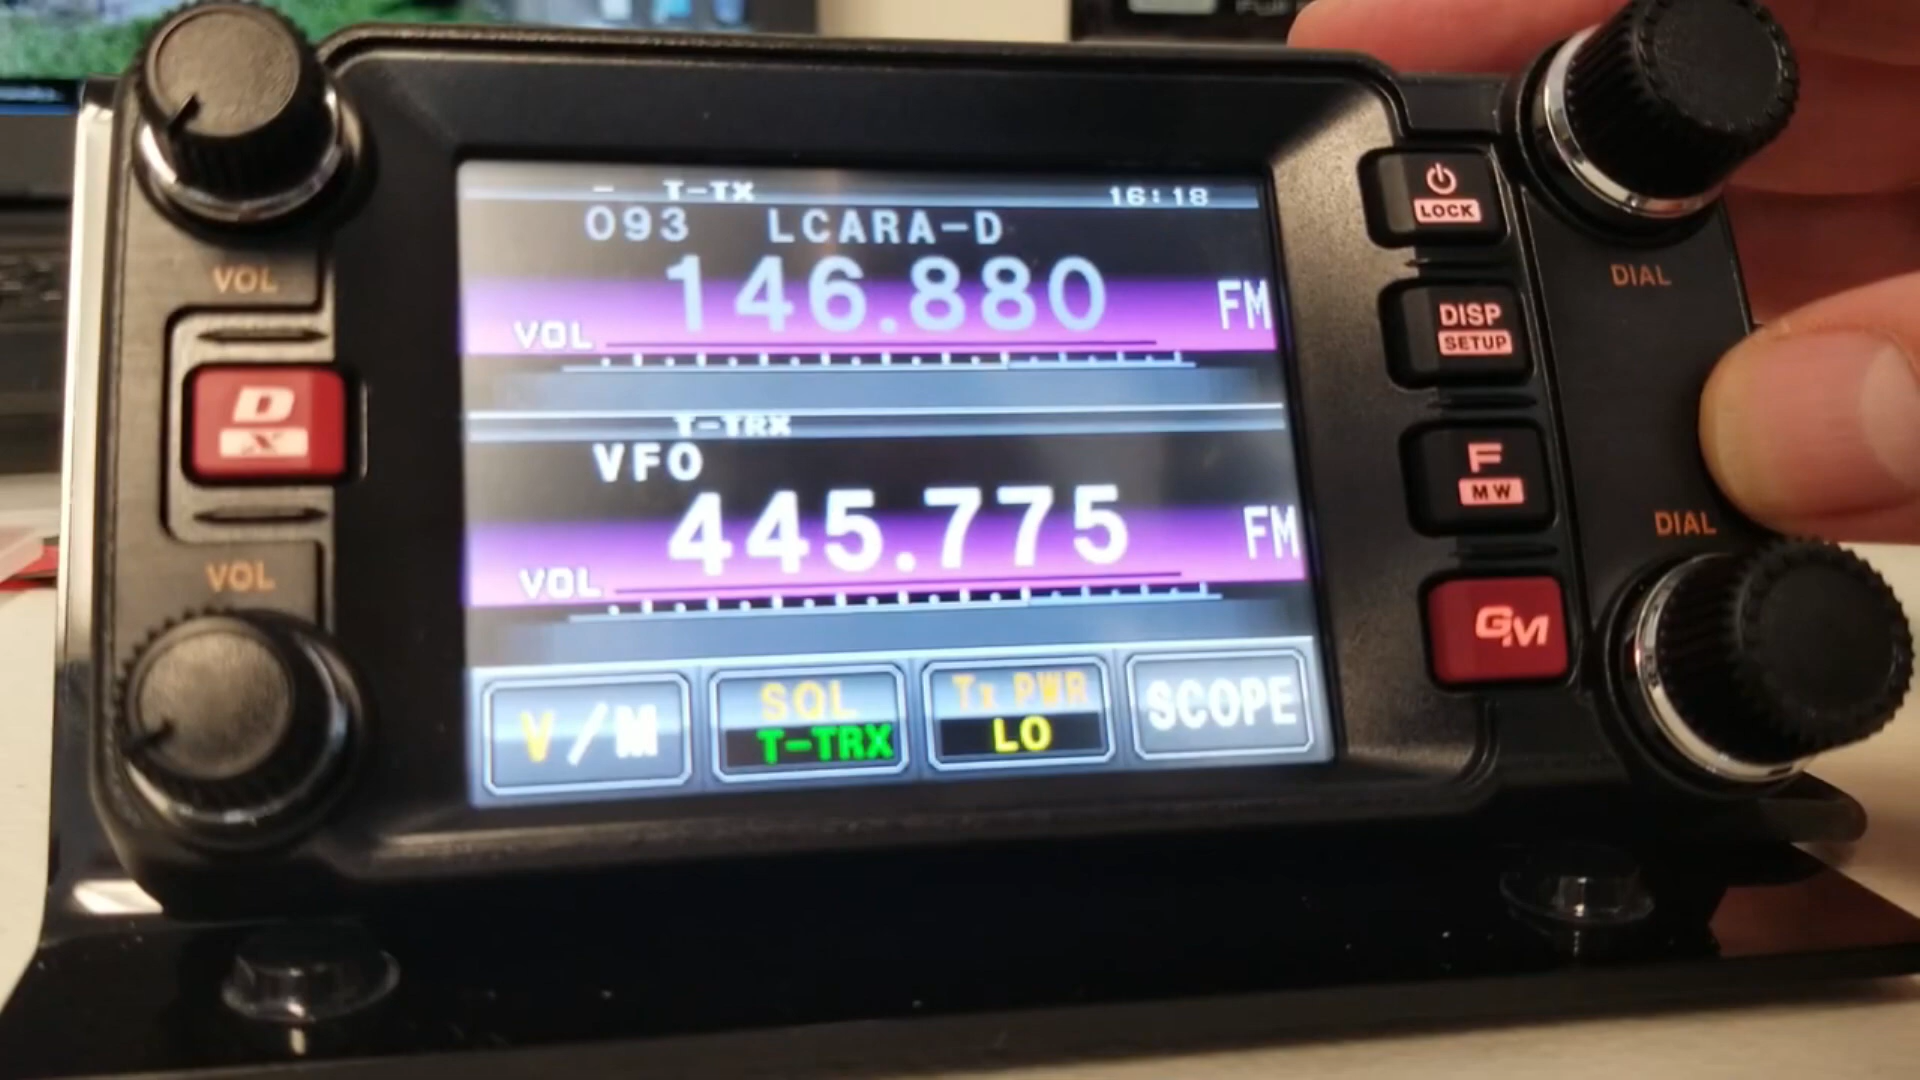 - T-TX 16:18
093 LCARA-D
146.880 FM
VOL
T-TRX
VFO
445.775 FM
VOL
V/M
SQL
T-TRX
Tx PWR
LO
SCOPE
VOL
D
X
VOL
LOCK
DISP
SETUP
F
MW
GM
DIAL
DIAL